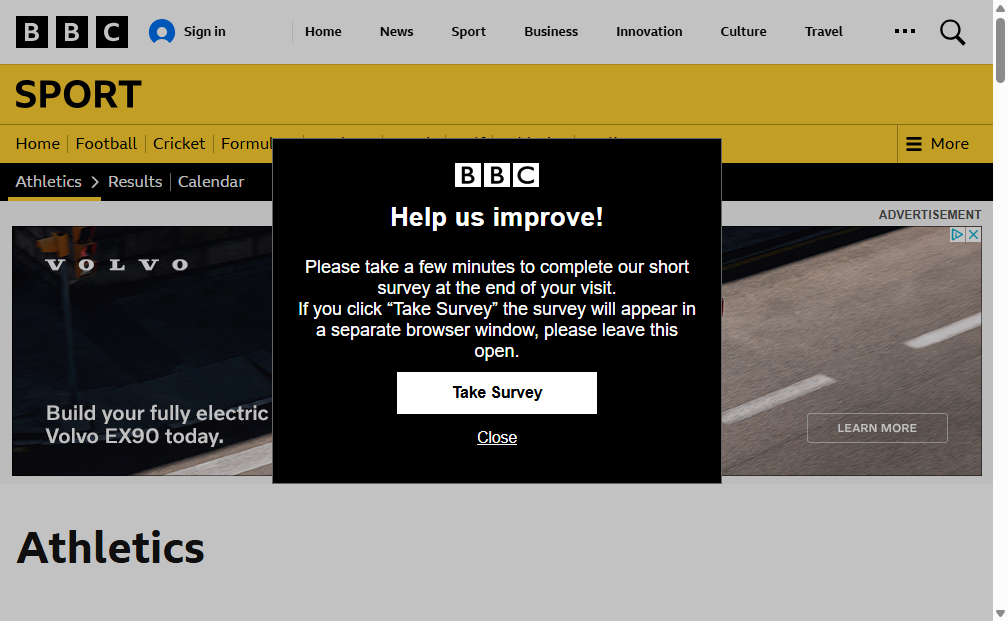 BBC
Sign in
Home
News
Sport
Business
Innovation
Culture
Travel
SPORT
Home
Football
Cricket
More
Athletics
Results
Calendar
ADVERTISEMENT
VOLVO
Build your fully electric
Volvo EX90 today.
LEARN MORE
BBC
Help us improve!
Please take a few minutes to complete our short
survey at the end of your visit.
If you click “Take Survey” the survey will appear in
a separate browser window, please leave this
open.
Take Survey
Close
Athletics